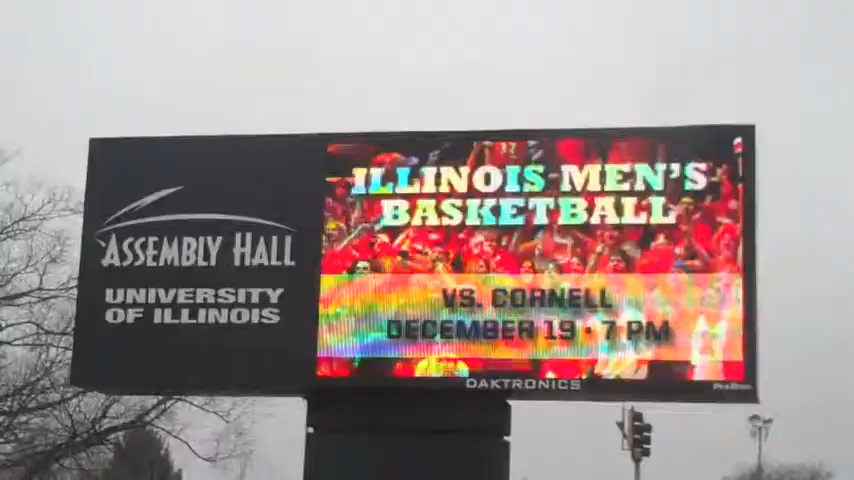 ASSEMBLY HALL
UNIVERSITY
OF ILLINOIS
ILLINOIS MEN'S
BASKETBALL
VS. CORNELL
DECEMBER 19 • 7 PM
DAKTRONICS